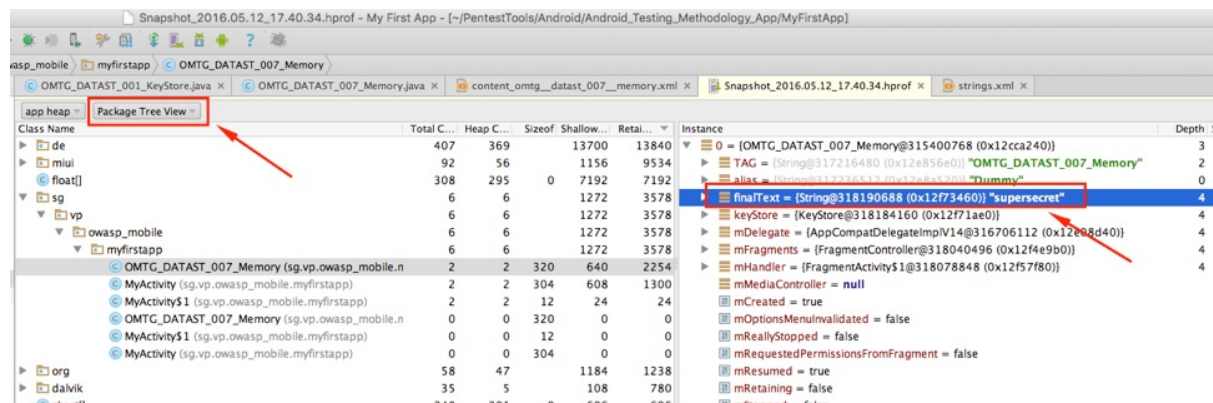 Snapshot_2016.05.12_17.40.34.hprof - My First App - [~/PentestTools/Android/Android_Testing_Methodology_App/MyFirstApp]
?
asp_mobile myfirstapp OMTG_DATAST_007_Memory
OMTG_DATAST_001_KeyStore.java × OMTG_DATAST_007_Memory.java × content_omtg__datast_007__memory.xml × Snapshot_2016.05.12_17.40.34.hprof × strings.xml ×
app heap Package Tree View
Class Name Total C... Heap C... Sizeof Shallow... Retai...
de 407 369 13700 13840
miui 92 56 1156 9534
float[] 308 295 0 7192 7192
sg 6 6 1272 3578
vp 6 6 1272 3578
owasp_mobile 6 6 1272 3578
myfirstapp 6 6 1272 3578
OMTG_DATAST_007_Memory (sg.vp.owasp_mobile.n 2 2 320 640 2254
MyActivity (sg.vp.owasp_mobile.myfirstapp) 2 2 304 608 1300
MyActivity$1 (sg.vp.owasp_mobile.myfirstapp) 2 2 12 24 24
OMTG_DATAST_007_Memory (sg.vp.owasp_mobile.n 0 0 320 0 0
MyActivity$1 (sg.vp.owasp_mobile.myfirstapp) 0 0 12 0 0
MyActivity (sg.vp.owasp_mobile.myfirstapp) 0 0 304 0 0
org 58 47 1184 1238
dalvik 35 5 108 780
Instance Depth
0 = {OMTG_DATAST_007_Memory@315400768 (0x12cca240)} 3
TAG = {String@317216480 (0x12e856e0)} "OMTG_DATAST_007_Memory" 2
alias = {String@317236512 (0x12e8a520)} "Dummy" 0
finalText = {String@318190688 (0x12f73460)} "supersecret" 4
keyStore = {KeyStore@318184160 (0x12f71ae0)} 4
mDelegate = {AppCompatDelegateImplV14@316706112 (0x12e08d40)} 4
mFragments = {FragmentController@318040496 (0x12f4e9b0)} 4
mHandler = {FragmentActivity$1@318078848 (0x12f57f80)} 4
mMediaController = null
mCreated = true
mOptionsMenuInvalidated = false
mReallyStopped = false
mRequestedPermissionsFromFragment = false
mResumed = true
mRetaining = false